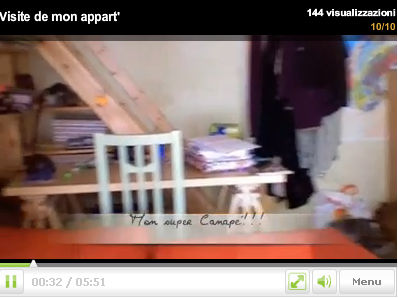 Visite de mon appart'
144 visualizzazioni
10/10
Mon super Canapé!!!
00:32 / 05:51
Menu